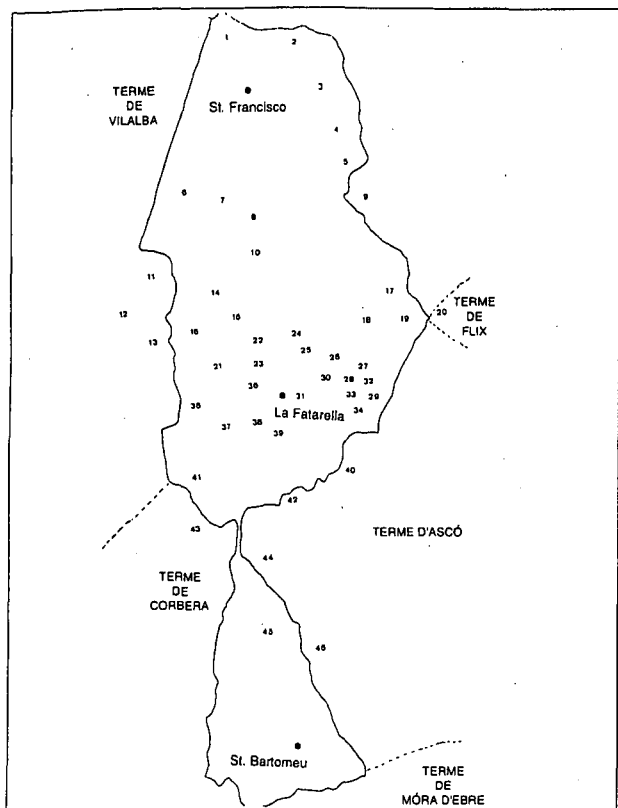 1
2
TERME
DE
VILALBA
3
St. Francisco
4
5
6
7
9
8
10
11
14
17
12
15
18
19
20
TERME
DE
FLIX
13
16
22
24
25
26
21
23
27
30
28
32
36
31
33
29
La Fatarella
34
35
37
38
39
40
41
42
43
TERME D'ASCÓ
44
TERME
DE
CORBERA
45
46
St. Bartomeu
TERME
DE
MÓRA D'EBRE